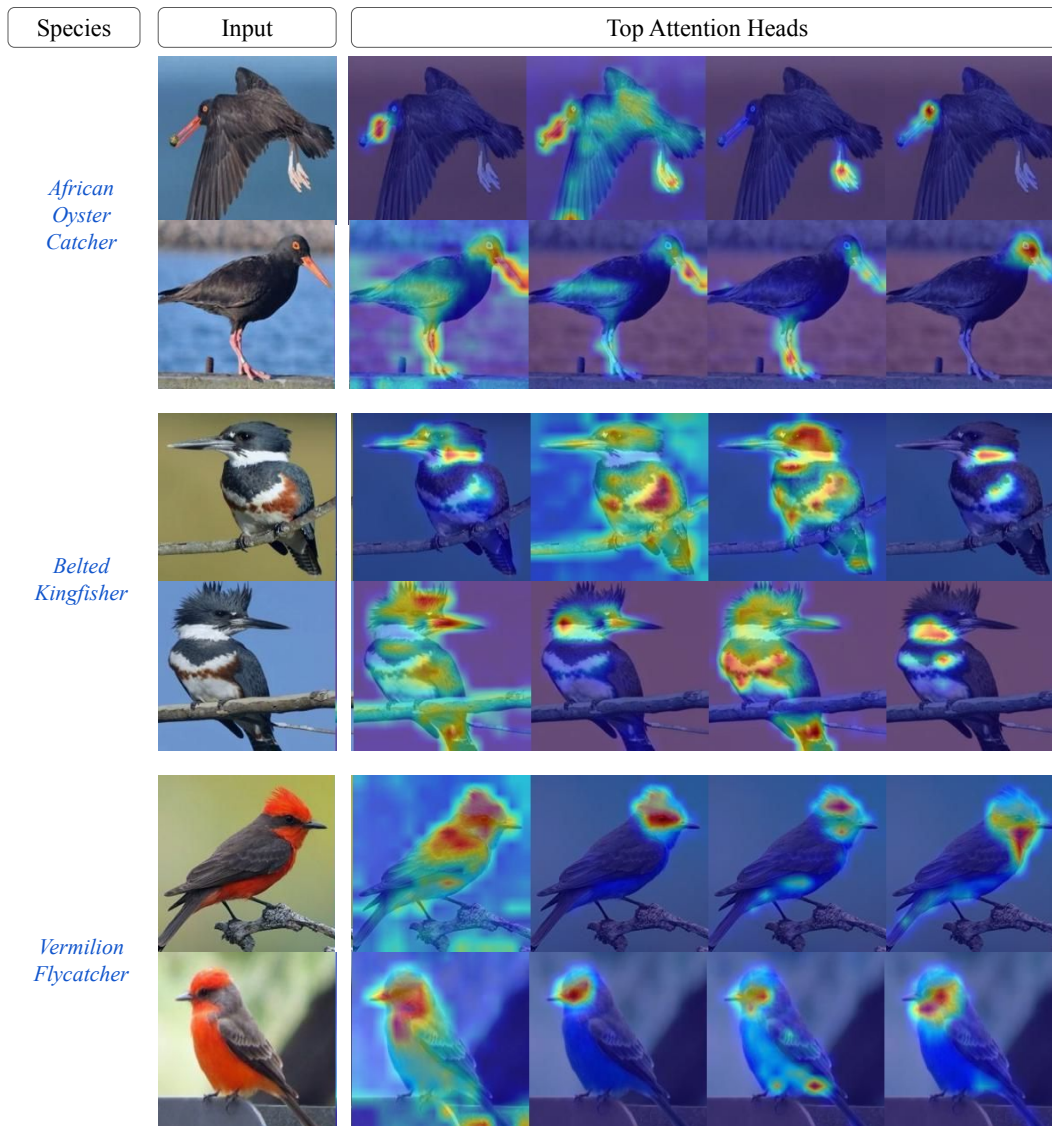 Species
Input
Top Attention Heads
African
Oyster
Catcher
Belted
Kingfisher
Vermilion
Flycatcher